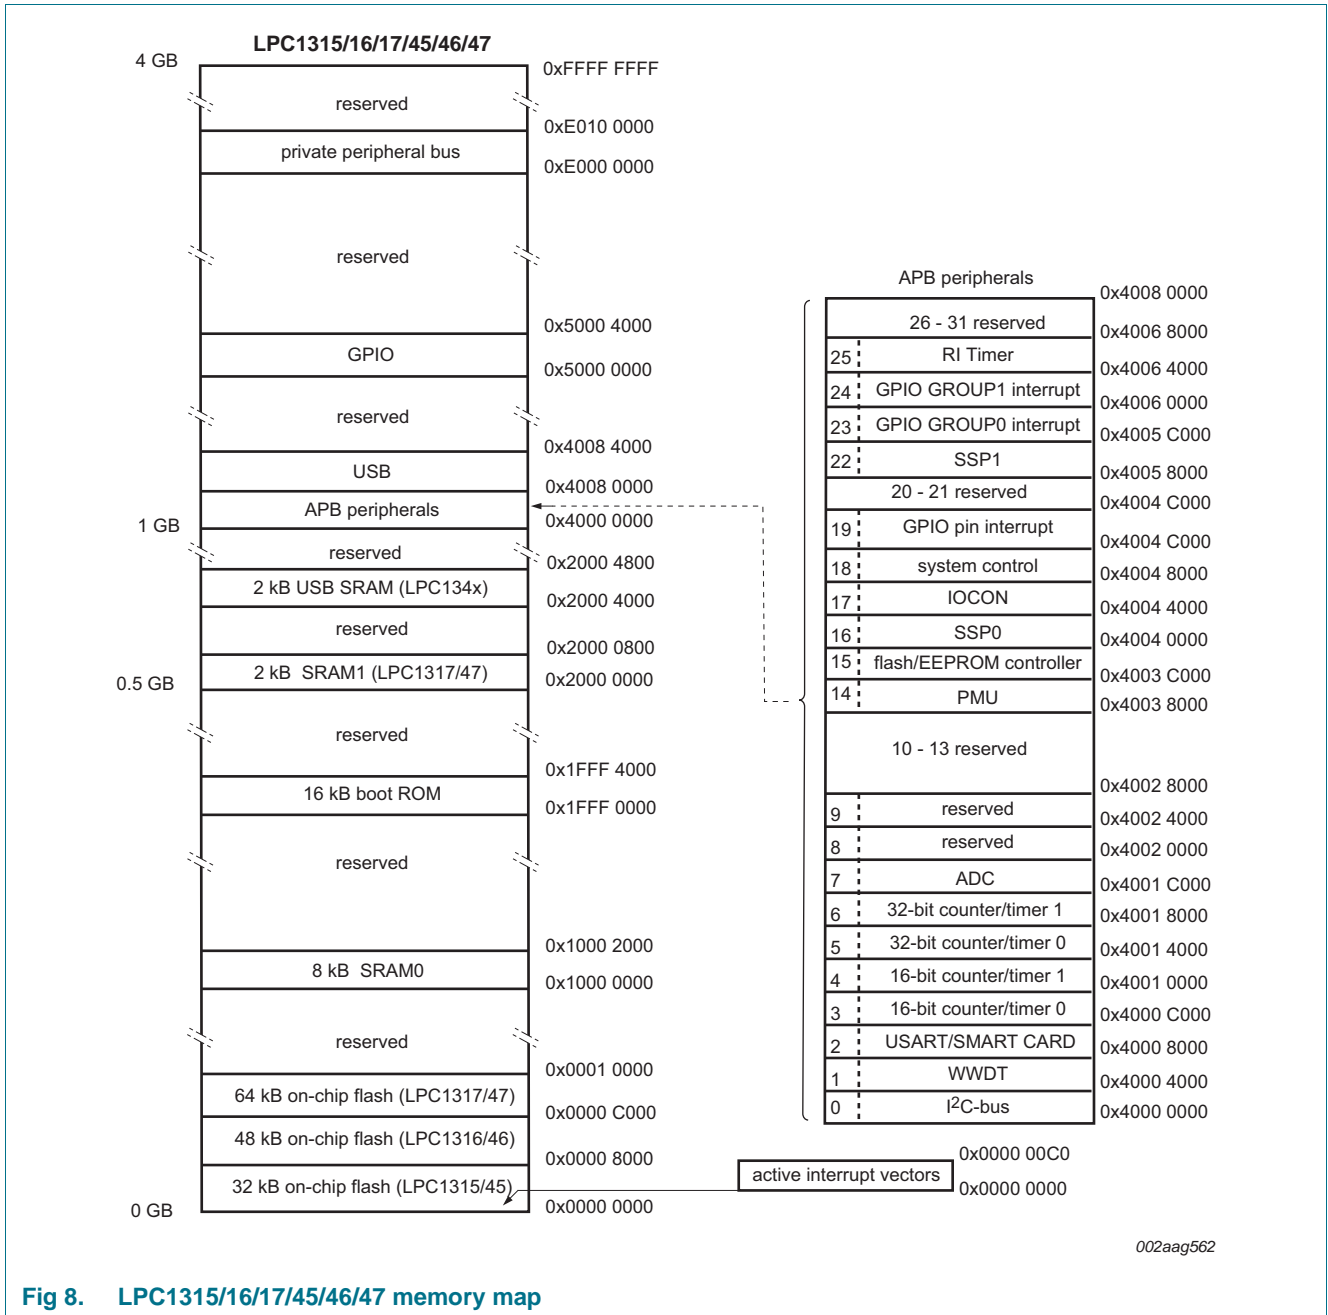 LPC1315/16/17/45/46/47
4 GB
0xFFFF FFFF
reserved
0xE010 0000
private peripheral bus
0xE000 0000
reserved
0x5000 4000
GPIO
0x5000 0000
reserved
0x4008 4000
USB
0x4008 0000
APB peripherals
1 GB
0x4000 0000
reserved
0x2000 4800
2 kB USB SRAM (LPC134x)
0x2000 4000
reserved
0x2000 0800
2 kB SRAM1 (LPC1317/47)
0.5 GB
0x2000 0000
reserved
0x1FFF 4000
16 kB boot ROM
0x1FFF 0000
reserved
0x1000 2000
8 kB SRAM0
0x1000 0000
reserved
0x0001 0000
64 kB on-chip flash (LPC1317/47)
0x0000 C000
48 kB on-chip flash (LPC1316/46)
0x0000 8000
32 kB on-chip flash (LPC1315/45)
0 GB
0x0000 0000
APB peripherals
0x4008 0000
26 - 31 reserved
0x4006 8000
25 RI Timer
0x4006 4000
24 GPIO GROUP1 interrupt
0x4006 0000
23 GPIO GROUP0 interrupt
0x4005 C000
22 SSP1
0x4005 8000
20 - 21 reserved
0x4004 C000
19 GPIO pin interrupt
0x4004 C000
18 system control
0x4004 8000
17 IOCON
0x4004 4000
16 SSP0
0x4004 0000
15 flash/EEPROM controller
0x4003 C000
14 PMU
0x4003 8000
10 - 13 reserved
0x4002 8000
9 reserved
0x4002 4000
8 reserved
0x4002 0000
7 ADC
0x4001 C000
6 32-bit counter/timer 1
0x4001 8000
5 32-bit counter/timer 0
0x4001 4000
4 16-bit counter/timer 1
0x4001 0000
3 16-bit counter/timer 0
0x4000 C000
2 USART/SMART CARD
0x4000 8000
1 WWDT
0x4000 4000
0 I2C-bus
0x4000 0000
0x0000 00C0
active interrupt vectors
0x0000 0000
002aag562
Fig 8. LPC1315/16/17/45/46/47 memory map